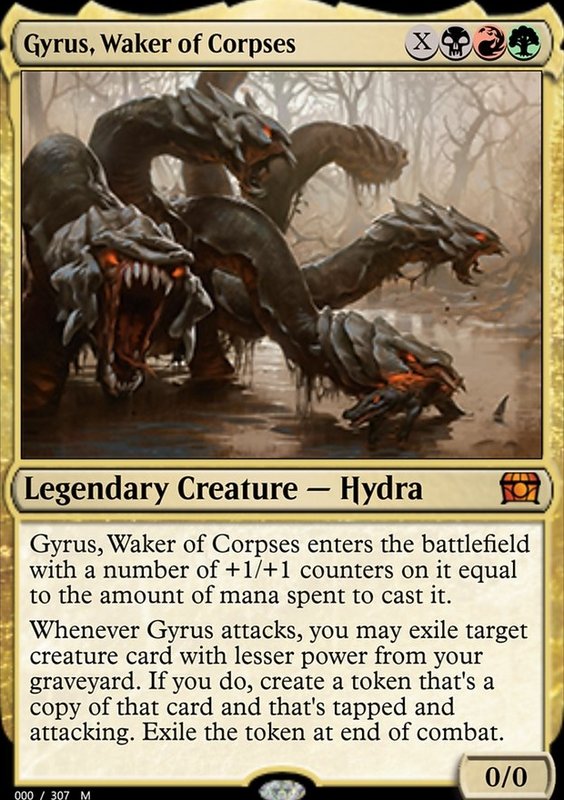 Gyrus, Waker of Corpses X
Legendary Creature — Hydra
Gyrus, Waker of Corpses enters the battlefield
with a number of +1/+1 counters on it equal
to the amount of mana spent to cast it.
Whenever Gyrus attacks, you may exile target
creature card with lesser power from your
graveyard. If you do, create a token that's a
copy of that card and that's tapped and
attacking. Exile the token at end of combat.
0/0
000 / 307 M